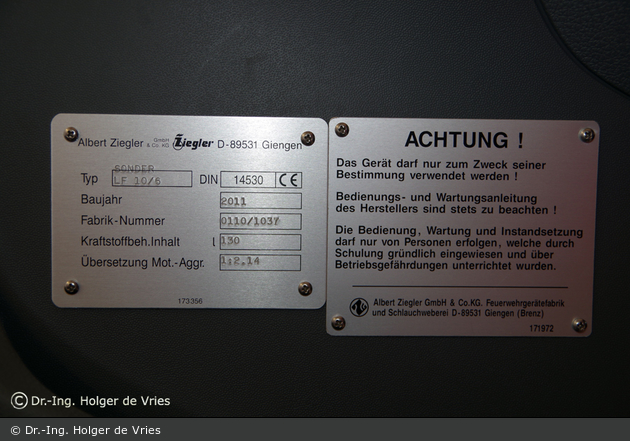 Albert Ziegler GmbH & Co. KG Ziegler D-89531 Giengen
SONDER
Typ LF 10/6 DIN 14530 CE
Baujahr 2011
Fabrik-Nummer 0110/1037
Kraftstoffbeh.Inhalt l 130
Übersetzung Mot.-Aggr. 1:2.14
173356
ACHTUNG !
Das Gerät darf nur zum Zweck seiner
Bestimmung verwendet werden !
Bedienungs- und Wartungsanleitung
des Herstellers sind stets zu beachten !
Die Bedienung, Wartung und Instandsetzung
darf nur von Personen erfolgen, welche durch
Schulung gründlich eingewiesen und über
Betriebsgefährdungen unterrichtet wurden.
Albert Ziegler GmbH & Co.KG. Feuerwehrgerätefabrik
und Schlauchweberei D-89531 Giengen (Brenz)
171972
© Dr.-Ing. Holger de Vries
© Dr.-Ing. Holger de Vries